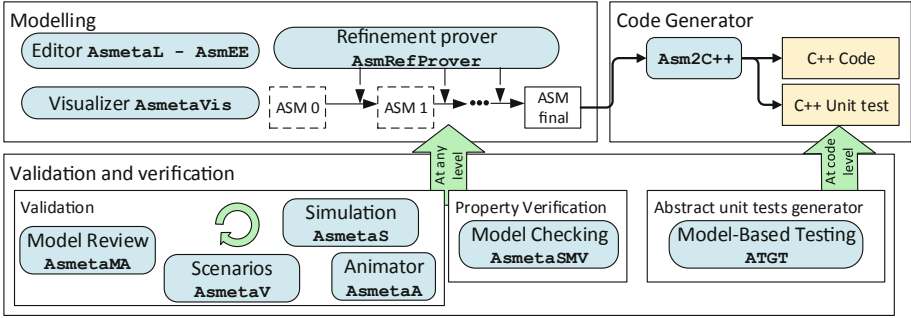 Modelling
Editor AsmetaL - AsmEE
Visualizer AsmetaVis
Refinement prover
AsmRefProver
ASM 0
ASM 1
•••
ASM
final
Code Generator
Asm2C++
C++ Code
C++ Unit test
At any
level
At code
level
Validation and verification
Validation
Model Review
AsmetaMA
Scenarios
AsmetaV
Simulation
AsmetaS
Animator
AsmetaA
Property Verification
Model Checking
AsmetaSMV
Abstract unit tests generator
Model-Based Testing
ATGT